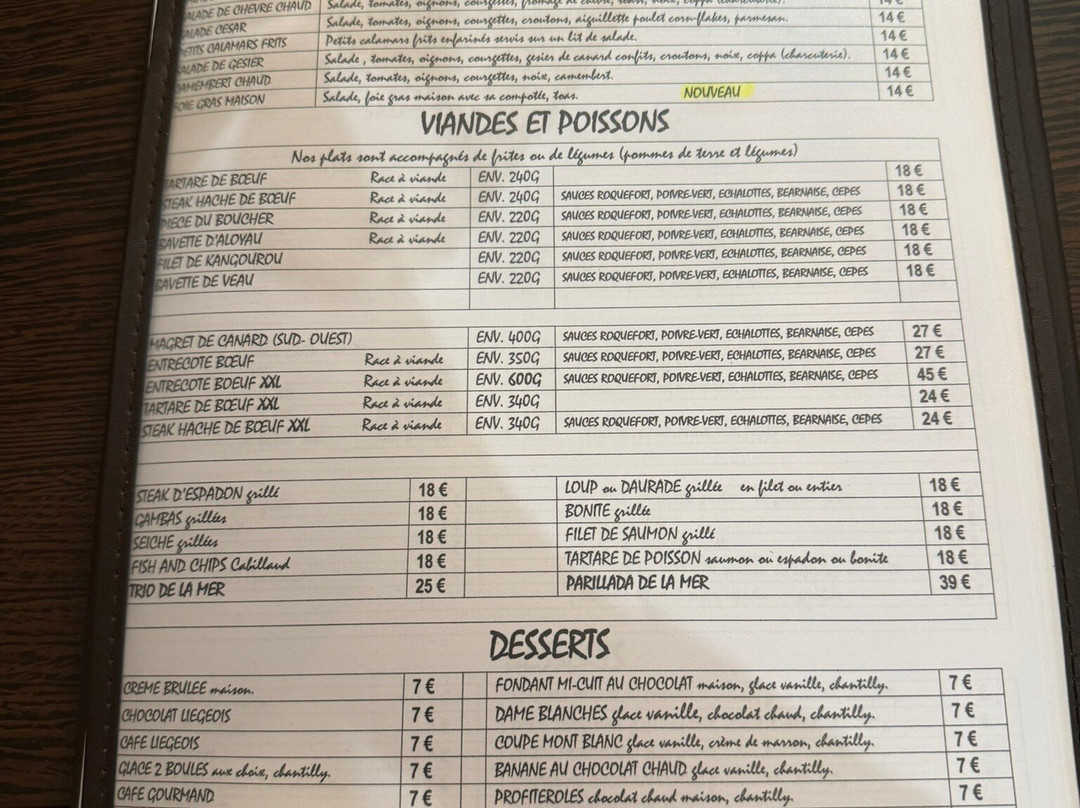 SALADE DE CHEVRE CHAUD Salade, tomates, oignons, courgettes, fromage de chèvre, 14 €
SALADE CESAR Salade, tomates, oignons, courgettes, croutons, aiguillette poulet corn-flakes, parmesan. 14 €
PETITS CALAMARS FRITS Petits calamars frits enfarinés servis sur un lit de salade. 14 €
SALADE DE GESIER Salade , tomates, oignons, courgettes, gesier de canard confits, croutons, noix, coppa (charcuterie). 14 €
CAMEMBERT CHAUD Salade, tomates, oignons, courgettes, noix, camembert. 14 €
FOIE GRAS MAISON Salade, foie gras maison avec sa compotte, toas. NOUVEAU 14 €
VIANDES ET POISSONS
Nos plats sont accompagnés de frites ou de légumes (pommes de terre et légumes)
TARTARE DE BŒUF Race à viande ENV. 240G 18 €
STEAK HACHE DE BŒUF Race à viande ENV. 240G SAUCES ROQUEFORT, POIVRE-VERT, ECHALOTTES, BEARNAISE, CEPES 18 €
PIECE DU BOUCHER Race à viande ENV. 220G SAUCES ROQUEFORT, POIVRE-VERT, ECHALOTTES, BEARNAISE, CEPES 18 €
BAVETTE D'ALOYAU Race à viande ENV. 220G SAUCES ROQUEFORT, POIVRE-VERT, ECHALOTTES, BEARNAISE, CEPES 18 €
FILET DE KANGOUROU ENV. 220G SAUCES ROQUEFORT, POIVRE-VERT, ECHALOTTES, BEARNAISE, CEPES 18 €
BAVETTE DE VEAU ENV. 220G SAUCES ROQUEFORT, POIVRE-VERT, ECHALOTTES, BEARNAISE, CEPES 18 €
MAGRET DE CANARD (SUD- OUEST) ENV. 400G SAUCES ROQUEFORT, POIVRE-VERT, ECHALOTTES, BEARNAISE, CEPES 27 €
ENTRECOTE BŒUF Race à viande ENV. 350G SAUCES ROQUEFORT, POIVRE-VERT, ECHALOTTES, BEARNAISE, CEPES 27 €
ENTRECOTE BOEUF XXL Race à viande ENV. 600G SAUCES ROQUEFORT, POIVRE-VERT, ECHALOTTES, BEARNAISE, CEPES 45 €
TARTARE DE BŒUF XXL Race à viande ENV. 340G 24 €
STEAK HACHE DE BŒUF XXL Race à viande ENV. 340G SAUCES ROQUEFORT, POIVRE-VERT, ECHALOTTES, BEARNAISE, CEPES 24 €
STEAK D'ESPADON grillé 18 € LOUP ou DAURADE grillée en filet ou entier 18 €
GAMBAS grillées 18 € BONITE grillée 18 €
SEICHE grillées 18 € FILET DE SAUMON grillé 18 €
FISH AND CHIPS Cabillaud 18 € TARTARE DE POISSON saumon ou espadon ou bonite 18 €
TRIO DE LA MER 25 € PARILLADA DE LA MER 39 €
DESSERTS
CREME BRULEE maison. 7 € FONDANT MI-CUIT AU CHOCOLAT maison, glace vanille, chantilly. 7 €
CHOCOLAT LIEGEOIS 7 € DAME BLANCHES glace vanille, chocolat chaud, chantilly. 7 €
CAFE LIEGEOIS 7 € COUPE MONT BLANC glace vanille, crème de marron, chantilly. 7 €
GLACE 2 BOULES aux choix, chantilly. 7 € BANANE AU CHOCOLAT CHAUD glace vanille, chantilly. 7 €
CAFE GOURMAND 7 € PROFITEROLES chocolat chaud maison, chantilly. 7 €